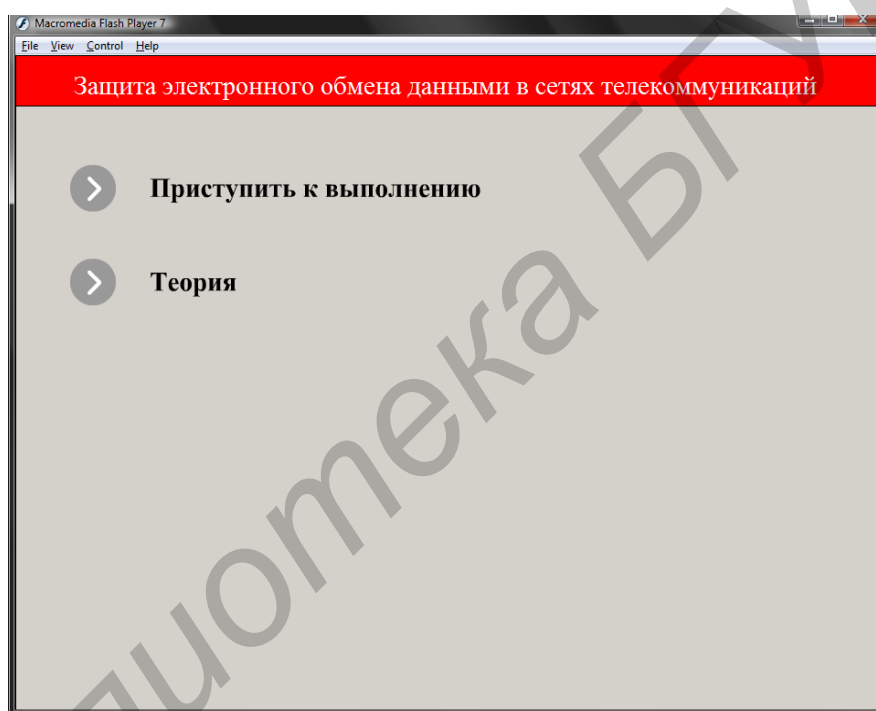 Macromedia Flash Player 7
File View Control Help
Защита электронного обмена данными в сетях телекоммуникаций
Приступить к выполнению
Теория